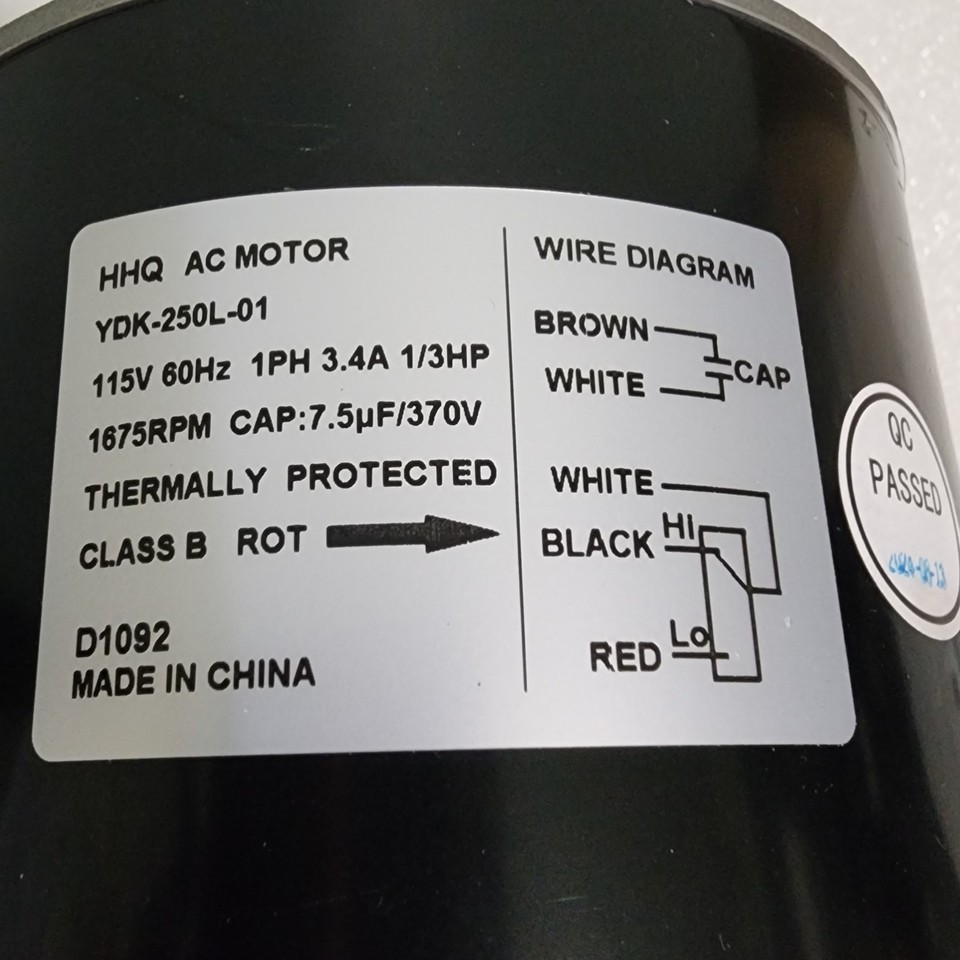 HHQ AC MOTOR
YDK-250L-01
115V 60Hz 1PH 3.4A 1/3HP
1675RPM CAP:7.5µF/370V
THERMALLY PROTECTED
CLASS B ROT
D1092
MADE IN CHINA
WIRE DIAGRAM
BROWN
CAP
WHITE
WHITE
HI
BLACK
Lo
RED
QC
PASSED